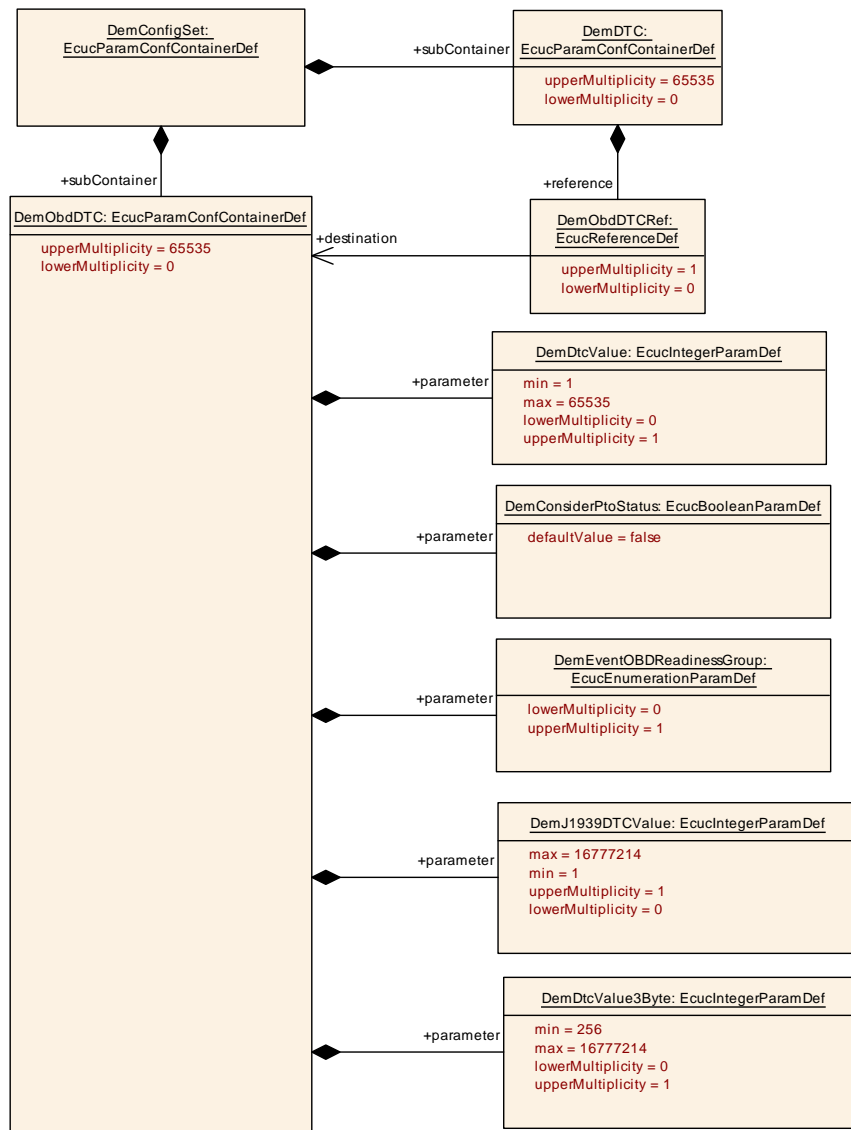 DemConfigSet:
EcucParamConfContainerDef
+subContainer
DemDTC:
EcucParamConfContainerDef
upperMultiplicity = 65535
lowerMultiplicity = 0
+subContainer
+reference
DemObdDTC: EcucParamConfContainerDef
upperMultiplicity = 65535
lowerMultiplicity = 0
+destination
DemObdDTCRef:
EcucReferenceDef
upperMultiplicity = 1
lowerMultiplicity = 0
+parameter
DemDtcValue: EcucIntegerParamDef
min = 1
max = 65535
lowerMultiplicity = 0
upperMultiplicity = 1
+parameter
DemConsiderPtoStatus: EcucBooleanParamDef
defaultValue = false
+parameter
DemEventOBDReadinessGroup:
EcucEnumerationParamDef
lowerMultiplicity = 0
upperMultiplicity = 1
+parameter
DemJ1939DTCValue: EcucIntegerParamDef
max = 16777214
min = 1
upperMultiplicity = 1
lowerMultiplicity = 0
+parameter
DemDtcValue3Byte: EcucIntegerParamDef
min = 256
max = 16777214
lowerMultiplicity = 0
upperMultiplicity = 1